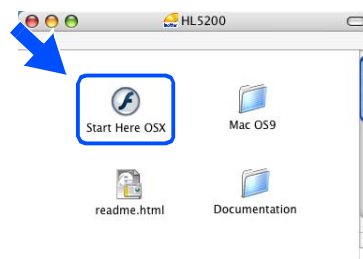 HL5200
Start Here OSX
Mac OS9
readme.html
Documentation